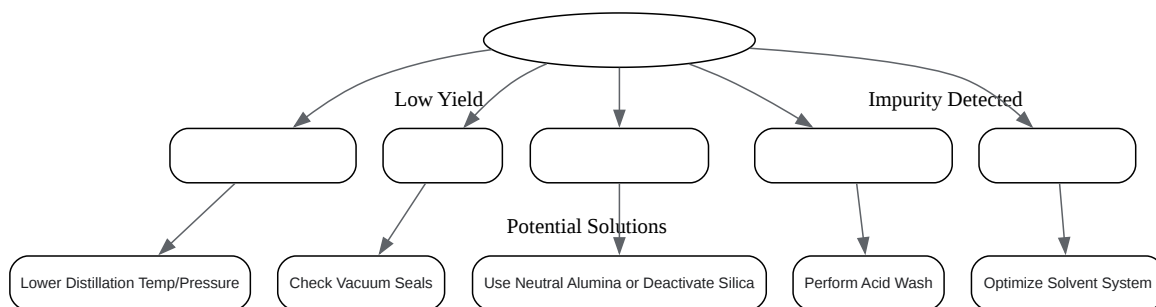 Low Yield
Impurity Detected
Potential Solutions
Lower Distillation Temp/Pressure
Check Vacuum Seals
Use Neutral Alumina or Deactivate Silica
Perform Acid Wash
Optimize Solvent System